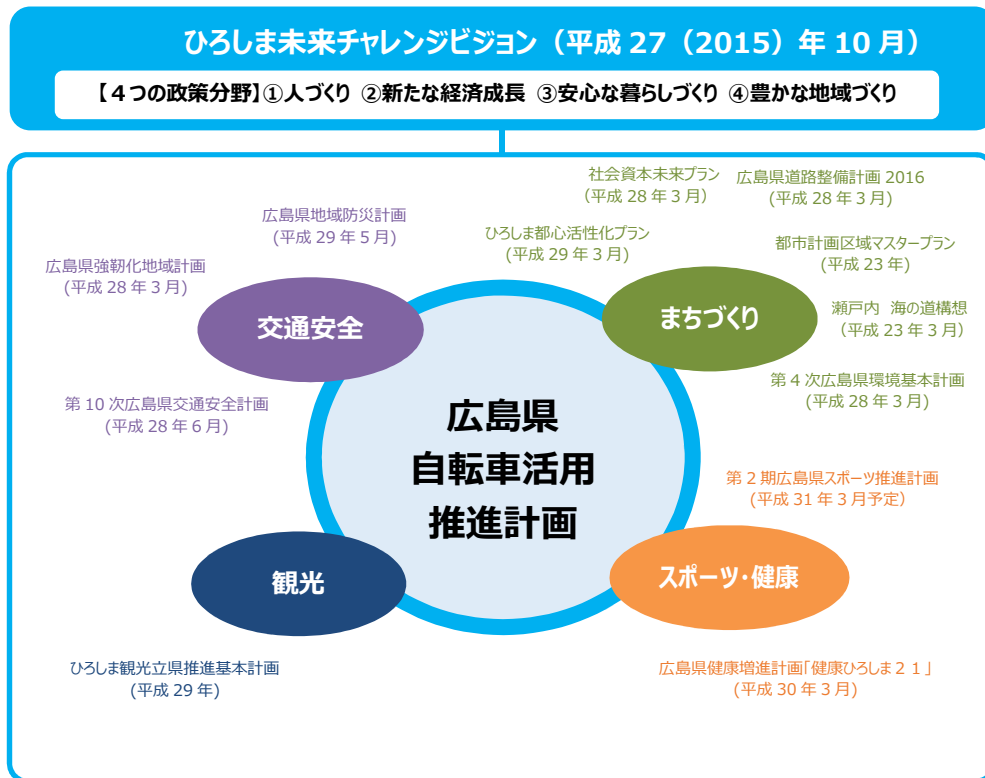 ひろしま未来チャレンジビジョン（平成 27（2015）年 10 月）
【４つの政策分野】①人づくり ②新たな経済成長 ③安心な暮らしづくり ④豊かな地域づくり
社会資本未来プラン
(平成 28 年 3 月)
広島県道路整備計画 2016
(平成 28 年 3 月)
広島県地域防災計画
(平成 29 年 5 月)
ひろしま都心活性化プラン
(平成 29 年 3 月)
都市計画区域マスタープラン
(平成 23 年)
広島県強靭化地域計画
(平成 28 年 3 月)
瀬戸内 海の道構想
（平成 23 年 3 月）
交通安全
まちづくり
第 4 次広島県環境基本計画
(平成 28 年 3 月)
第 10 次広島県交通安全計画
(平成 28 年 6 月)
広島県
自転車活用
推進計画
第 2 期広島県スポーツ推進計画
(平成 31 年 3 月予定）
観光
スポーツ・健康
ひろしま観光立県推進基本計画
(平成 29 年)
広島県健康増進計画「健康ひろしま２１」
(平成 30 年 3 月)